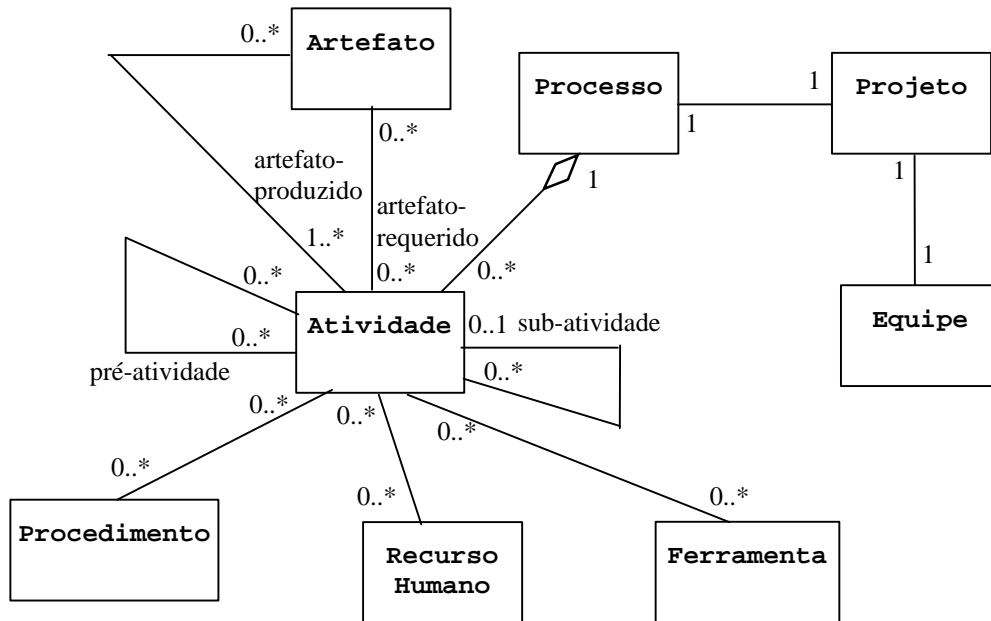 0..*
Artefato
Processo
1
1
Projeto
0..*
1
1
artefato-
produzido
1
artefato-
requerido
1..*
1
0..*
0..*
0..*
Atividade
0..1 sub-atividade
Equipe
0..*
0..*
pré-atividade
0..*
0..*
0..*
0..*
0..*
0..*
Procedimento
Recurso
Humano
Ferramenta